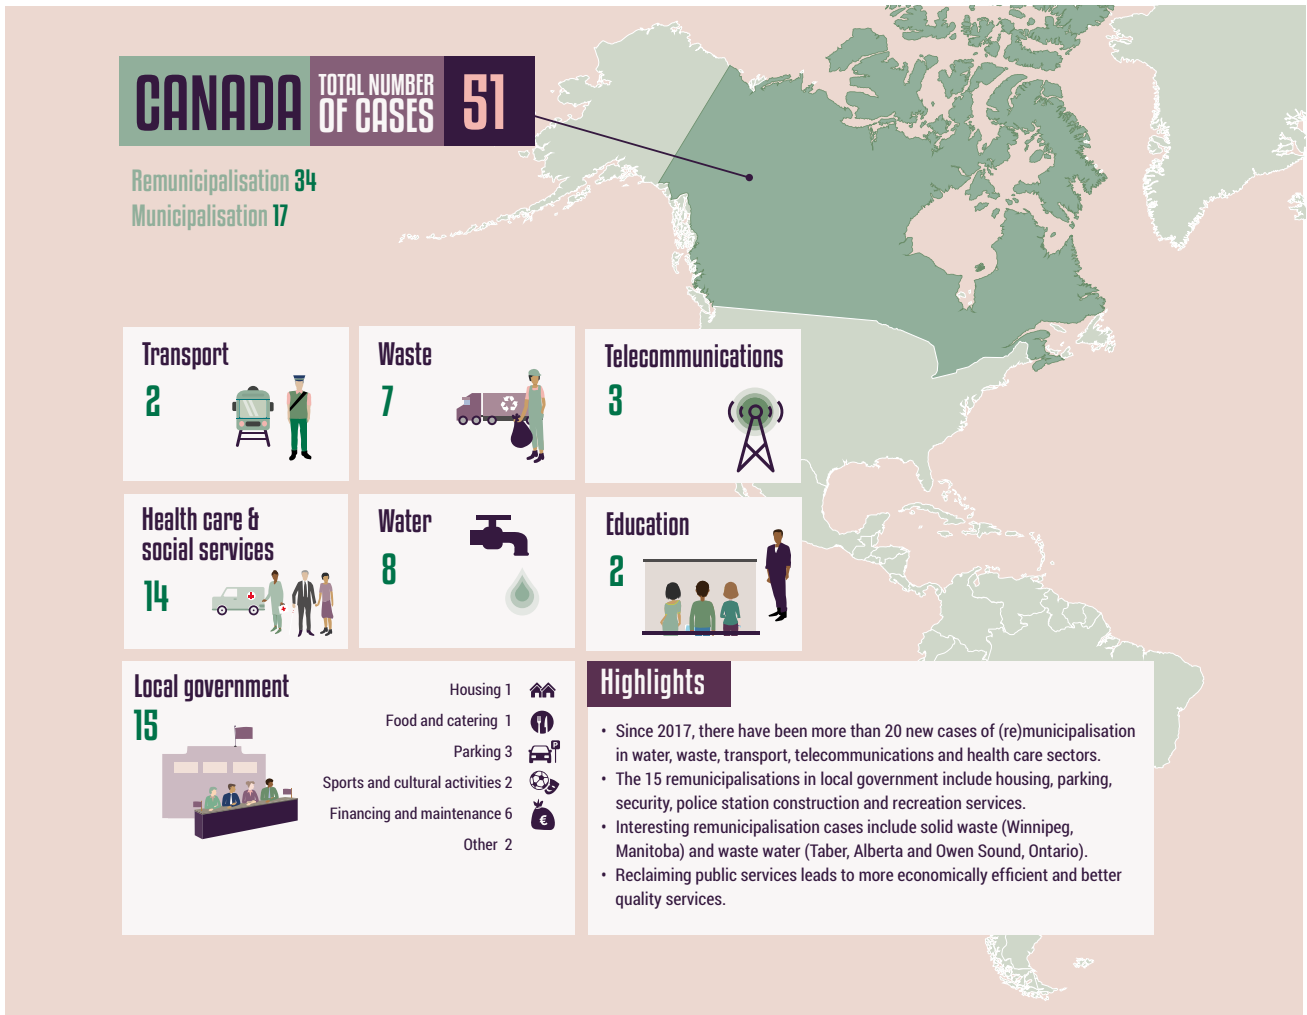 CANADA
TOTAL NUMBER
OF CASES
51
Remunicipalisation 34
Municipalisation 17
Transport
2
Waste
7
Telecommunications
3
Health care &
social services
14
Water
8
Education
2
Local government
15
Housing 1
Food and catering 1
Parking 3
P
Sports and cultural activities 2
Financing and maintenance 6
€
Other 2
Highlights
• Since 2017, there have been more than 20 new cases of (re)municipalisation
in water, waste, transport, telecommunications and health care sectors.
• The 15 remunicipalisations in local government include housing, parking,
security, police station construction and recreation services.
• Interesting remunicipalisation cases include solid waste (Winnipeg,
Manitoba) and waste water (Taber, Alberta and Owen Sound, Ontario).
• Reclaiming public services leads to more economically efficient and better
quality services.